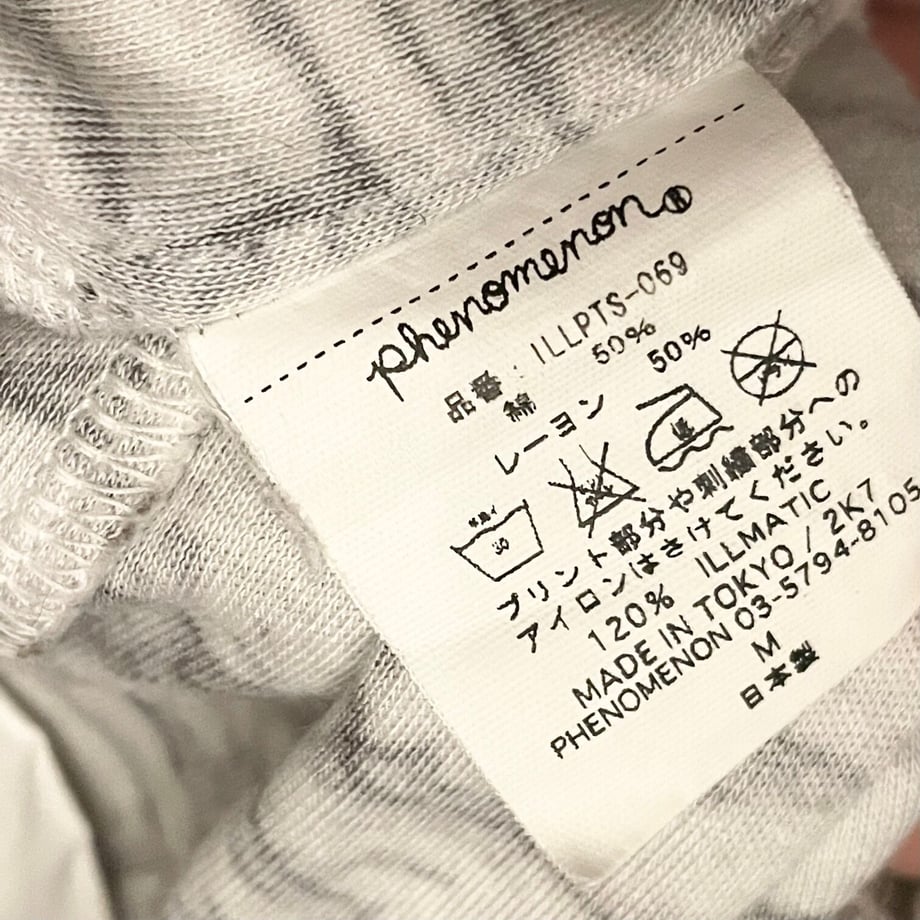 phenomenon®
品番：ILLPTS-069
綿 50%
レーヨン 50%
30
プリント部分や刺繍部分への
アイロンはさけてください。
120% ILLMATIC
MADE IN TOKYO / 2K7
PHENOMENON 03-5794-8105
M
日本製